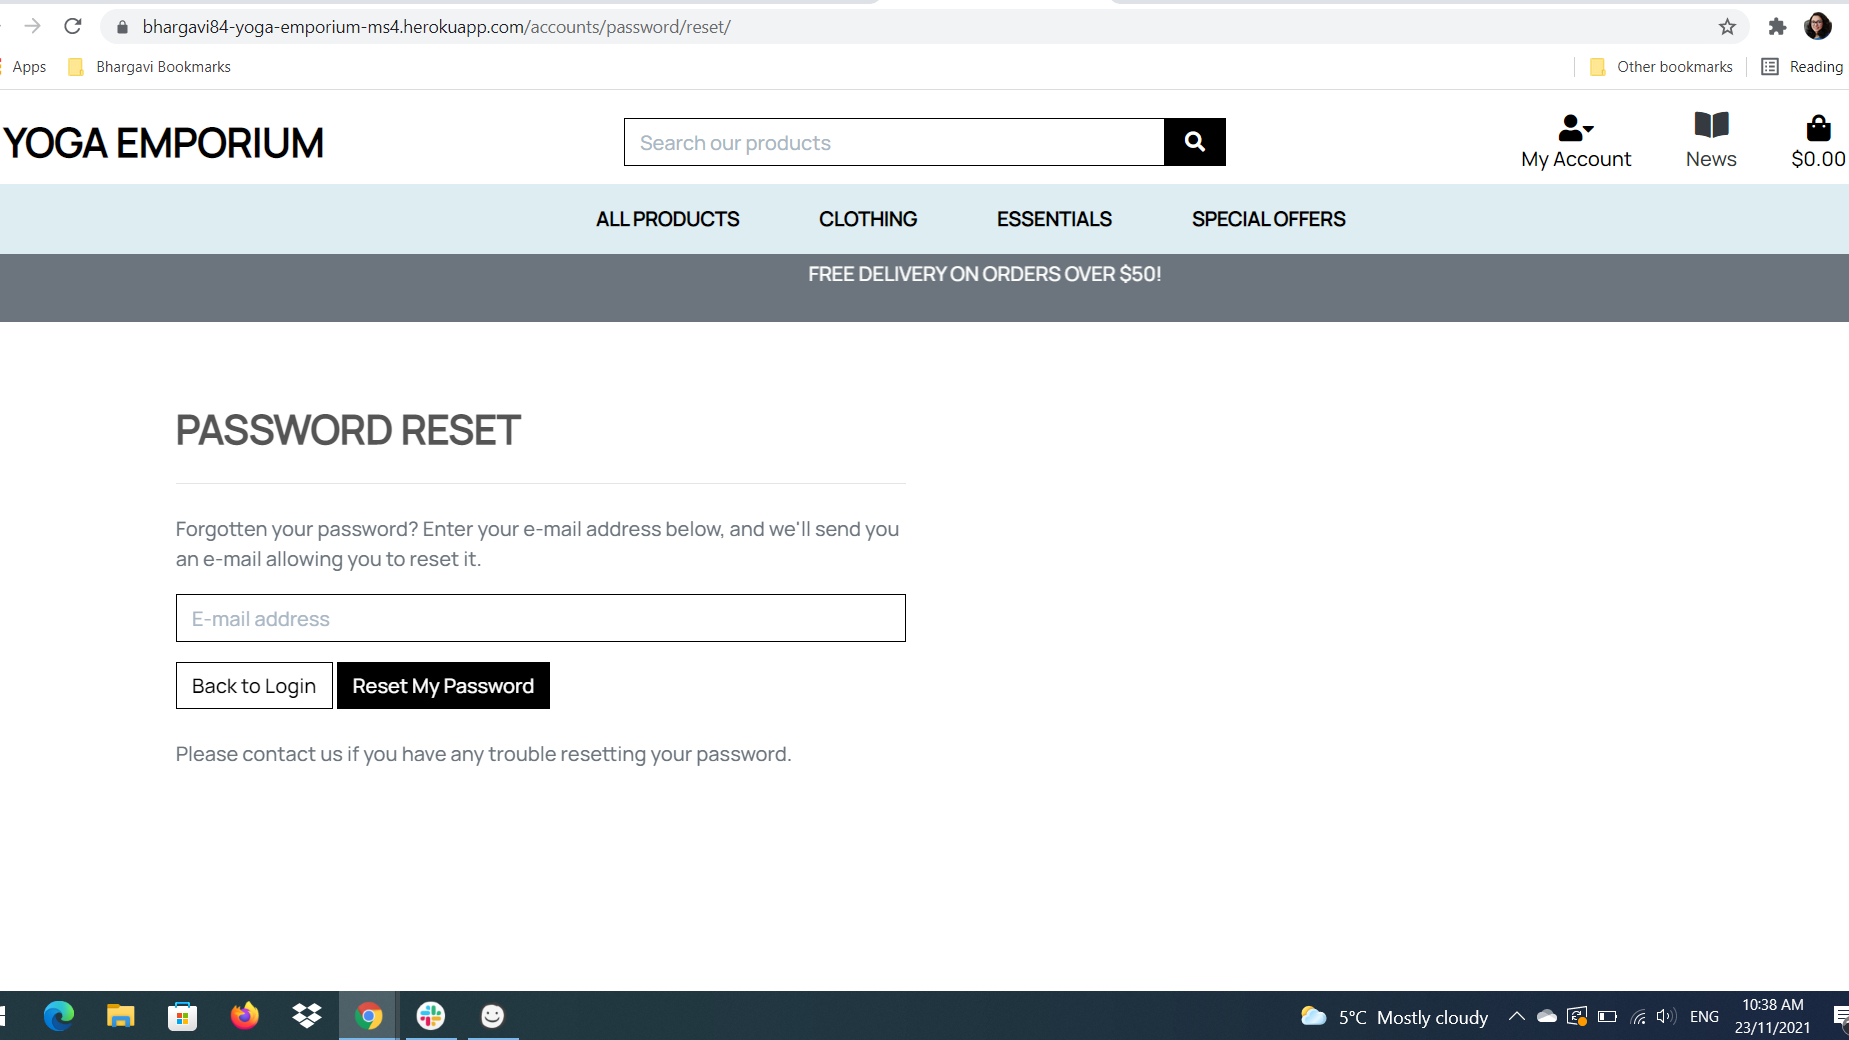 bhargavi84-yoga-emporium-ms4.herokuapp.com/accounts/password/reset/
Apps Bhargavi Bookmarks Other bookmarks Reading
YOGA EMPORIUM
Search our products
My Account News $0.00
ALL PRODUCTS CLOTHING ESSENTIALS SPECIAL OFFERS
FREE DELIVERY ON ORDERS OVER $50!
PASSWORD RESET
Forgotten your password? Enter your e-mail address below, and we'll send you
an e-mail allowing you to reset it.
E-mail address
Back to Login Reset My Password
Please contact us if you have any trouble resetting your password.
5°C Mostly cloudy ENG 10:38 AM
23/11/2021